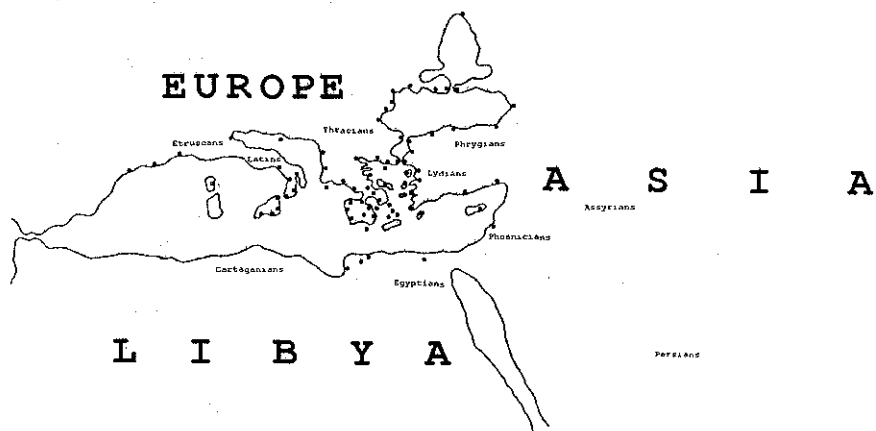 EUROPE
Thracians
Etruscans
Phrygians
Latins
Lydians
A S I A
Assyrians
Phoenicians
Cartaganians
Egyptians
L I B Y A
Persians